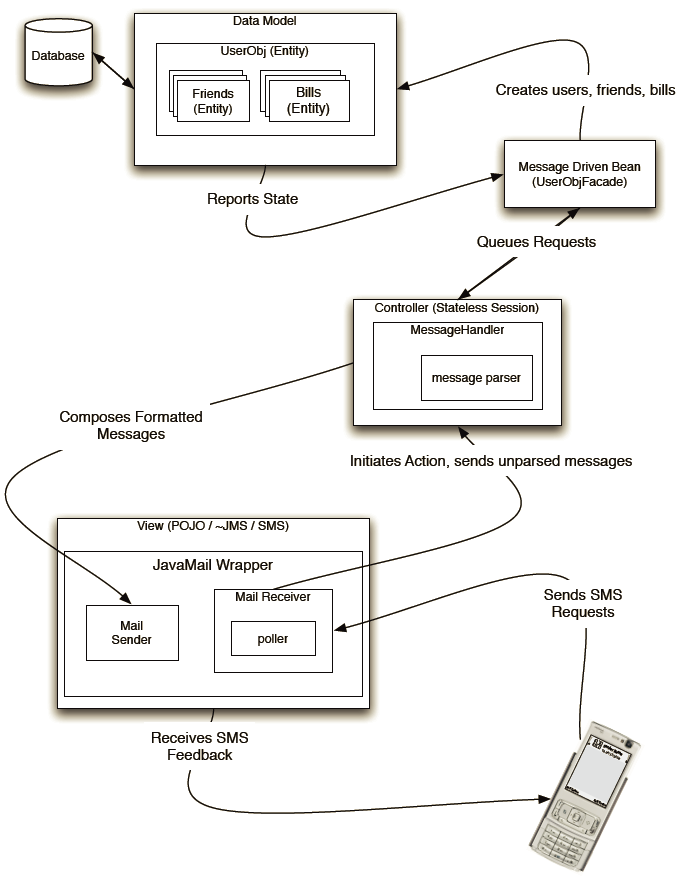 Data Model
Database
UserObj (Entity)
Friends
(Entity)
Bills
(Entity)
Creates users, friends, bills
Message Driven Bean
(UserObjFacade)
Reports State
Queues Requests
Controller (Stateless Session)
MessageHandler
message parser
Composes Formatted
Messages
Initiates Action, sends unparsed messages
View (POJO / ~JMS / SMS)
JavaMail Wrapper
Mail Receiver
Mail
Sender
poller
Sends SMS
Requests
Receives SMS
Feedback